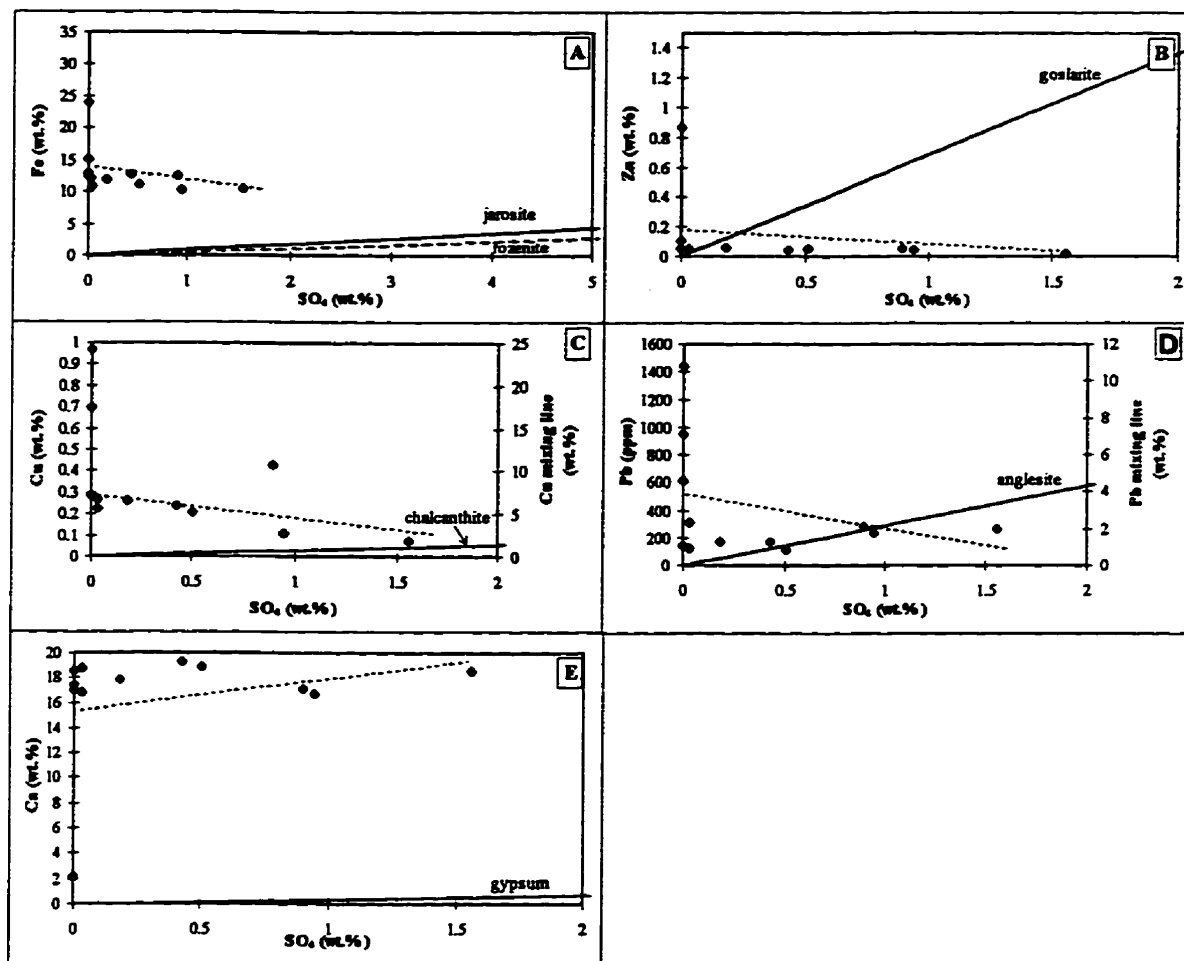 A
35
30
25
20
15
10
5
0
Fe (wt.%)
jarosite
rozenite
0 1 2 3 4 5
SO₄ (wt.%)
B
1.4
1.2
1
0.8
0.6
0.4
0.2
0
Zn (wt.%)
goslarite
0 0.5 1 1.5 2
SO₄ (wt.%)
C
1
0.9
0.8
0.7
0.6
0.5
0.4
0.3
0.2
0.1
0
Cu (wt.%)
25
20
15
10
5
0
Cu mixing line
(wt.%)
chalcanthite
0 0.5 1 1.5 2
SO₄ (wt.%)
D
1600
1400
1200
1000
800
600
400
200
0
Pb (ppm)
12
10
8
6
4
2
0
Pb mixing line
(wt.%)
anglesite
0 0.5 1 1.5 2
SO₄ (wt.%)
E
20
18
16
14
12
10
8
6
4
2
0
Ca (wt.%)
gypsum
0 0.5 1 1.5 2
SO₄ (wt.%)